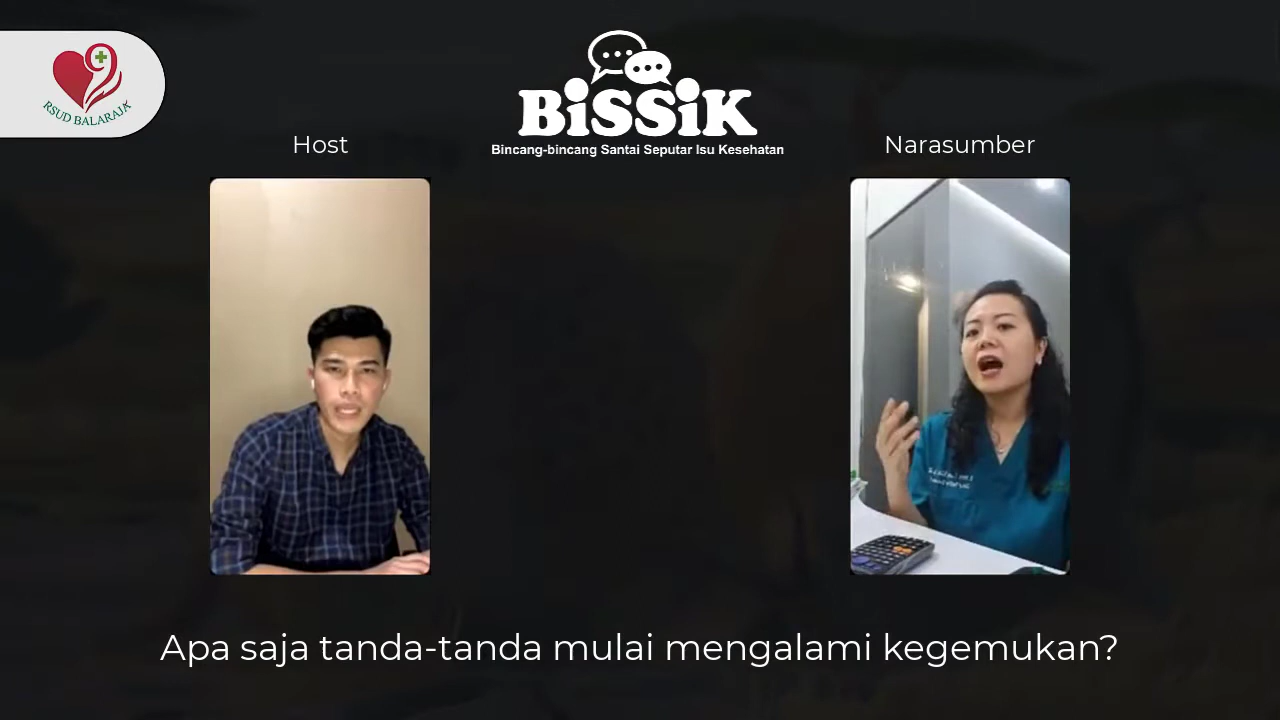 RSUD BALARAJA
BiSSiK
Bincang-bincang Santai Seputar Isu Kesehatan
Host
Narasumber
Apa saja tanda-tanda mulai mengalami kegemukan?